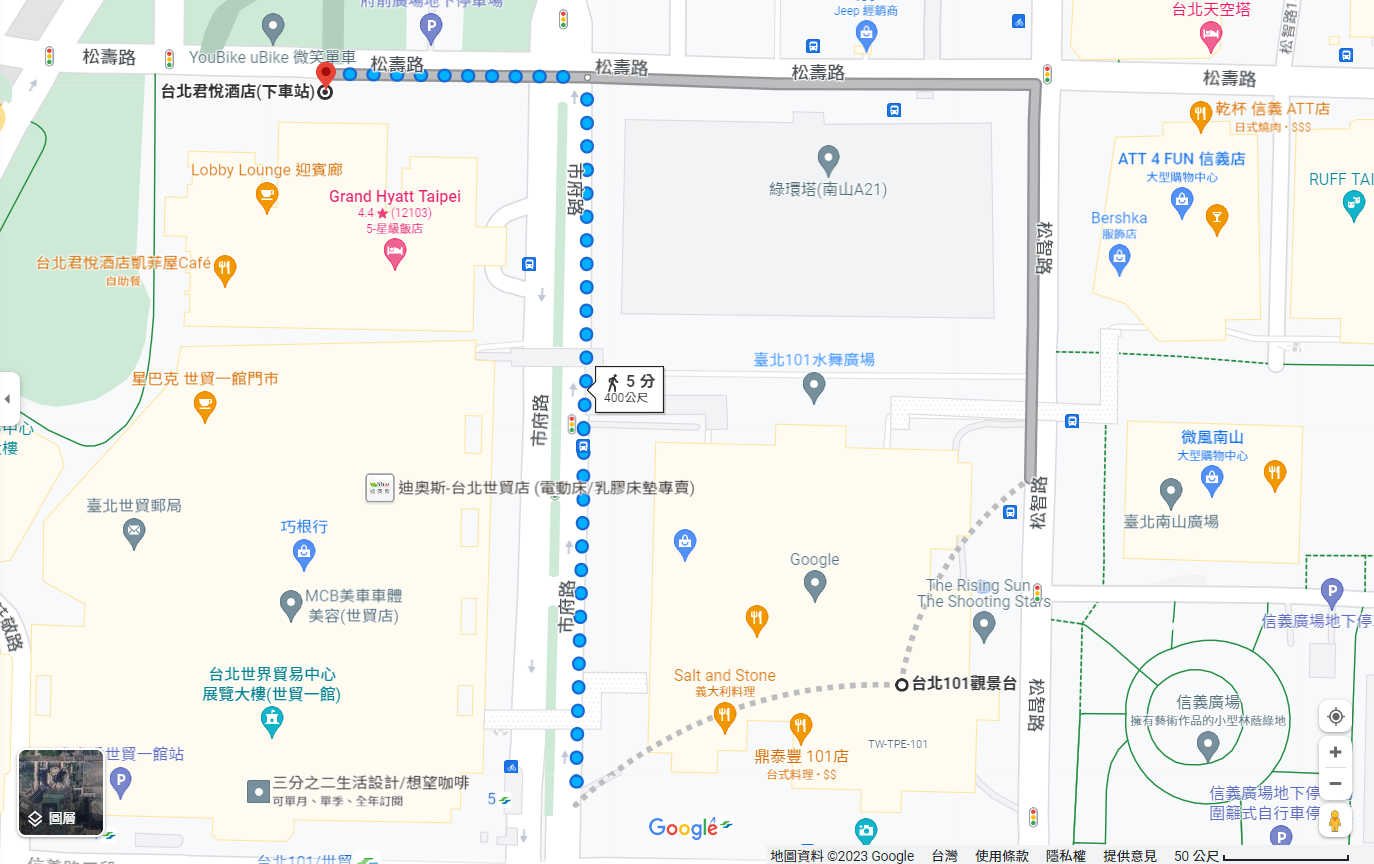 府前廣場地下停車場
P
Jeep 經銷商
台北天空塔
松智路1
松壽路
YouBike uBike 微笑單車
松壽路
松壽路
松壽路
松壽路
台北君悅酒店(下車站)
乾杯 信義 ATT店
日式燒肉・$$$
ATT 4 FUN 信義店
大型購物中心
RUFF TAI
Lobby Lounge 迎賓廊
Grand Hyatt Taipei
4.4★(12103)
5-星級飯店
市府路
綠環塔(南山A21)
松智路
Bershka
服飾店
台北君悅酒店凱菲屋Café
自助餐
臺北101水舞廣場
星巴克 世貿一館門市
5 分
400公尺
市府路
中心
大樓
微風南山
大型購物中心
迪奧斯-台北世貿店 (電動床/乳膠床墊專賣)
松智路
臺北世貿郵局
巧根行
臺北南山廣場
Google
The Rising Sun
The Shooting Stars
MCB美車車體
美容(世貿店)
市府路
P
信義廣場地下停
台北世界貿易中心
展覽大樓(世貿一館)
Salt and Stone
義大利料理
台北101觀景台
松智路
信義廣場
擁有藝術作品的小型林蔭綠地
TW-TPE-101
鼎泰豐 101店
台式料理・$$
世貿一館站
P
三分之二生活設計/想望咖啡
可單月、單季、全年訂閱
5
圖層
信義廣場地下停
圍籬式自行車停
P
Google
4
台北101/世貿
地圖資料 ©2023 Google 台灣 使用條款 隱私權 提供意見 50 公尺